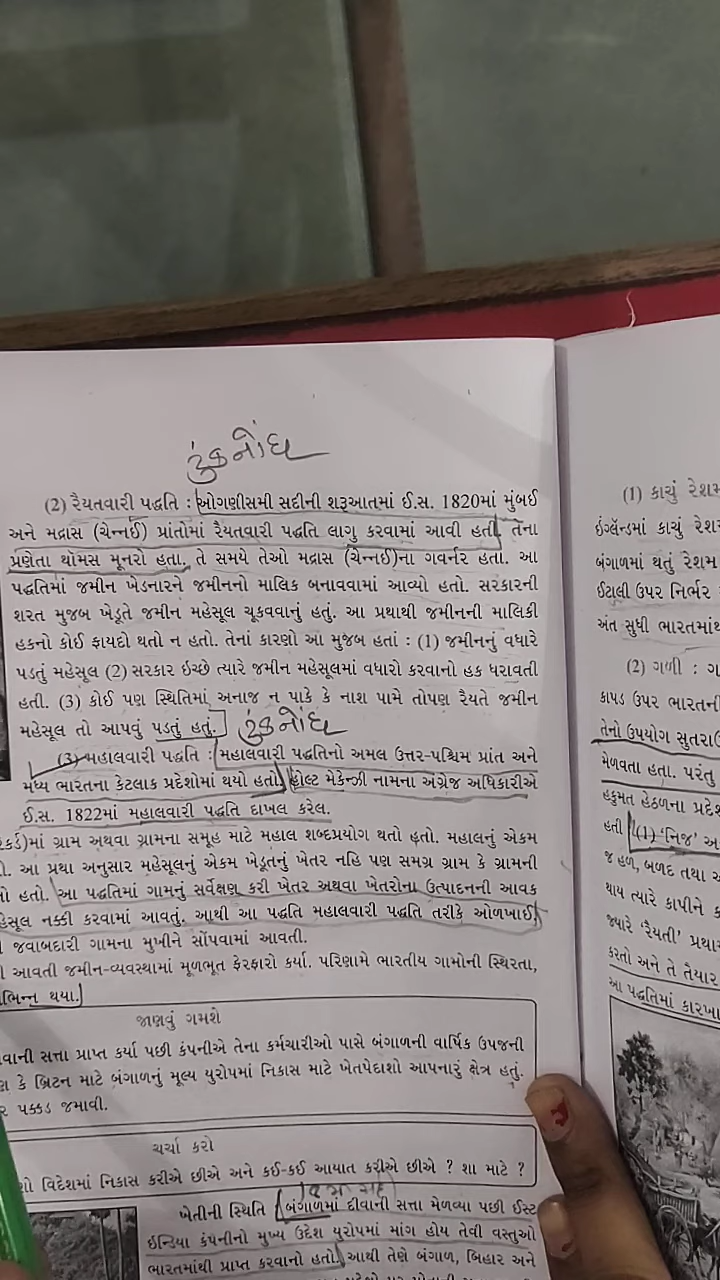 ટુંકનોંધ
(2) રૈયતવારી પદ્ધતિ : ઓગણીસમી સદીની શરૂઆતમાં ઈ.સ. 1820માં મુંબઈ
અને મદ્રાસ (ચેન્નઈ) પ્રાંતોમાં રૈયતવારી પદ્ધતિ લાગુ કરવામાં આવી હતી. તેના
પ્રણેતા થૉમસ મૂનરો હતા. તે સમયે તેઓ મદ્રાસ (ચેન્નઈ)ના ગવર્નર હતા. આ
પદ્ધતિમાં જમીન ખેડનારને જમીનનો માલિક બનાવવામાં આવ્યો હતો. સરકારની
શરત મુજબ ખેડૂતે જમીન મહેસૂલ ચૂકવવાનું હતું. આ પ્રથાથી જમીનની માલિકી
હકનો કોઈ ફાયદો થતો ન હતો. તેનાં કારણો આ મુજબ હતાં : (1) જમીનનું વધારે
પડતું મહેસૂલ (2) સરકાર ઇચ્છે ત્યારે જમીન મહેસૂલમાં વધારો કરવાનો હક ધરાવતી
હતી. (3) કોઈ પણ સ્થિતિમાં અનાજ ન પાકે કે નાશ પામે તોપણ રૈયતે જમીન
મહેસૂલ તો આપવું પડતું હતું. ટુંકનોંધ
(3) મહાલવારી પદ્ધતિ : મહાલવારી પદ્ધતિનો અમલ ઉત્તર-પશ્ચિમ પ્રાંત અને
મધ્ય ભારતના કેટલાક પ્રદેશોમાં થયો હતો. હોલ્ટ મેકેન્ઝી નામના અંગ્રેજ અધિકારીએ
ઈ.સ. 1822માં મહાલવારી પદ્ધતિ દાખલ કરેલ.
કર્ડ)માં ગ્રામ અથવા ગ્રામના સમૂહ માટે મહાલ શબ્દપ્રયોગ થતો હતો. મહાલનું એકમ
આ પ્રથા અનુસાર મહેસૂલનું એકમ ખેડૂતનું ખેતર નહિ પણ સમગ્ર ગ્રામ કે ગ્રામની
હતો. આ પદ્ધતિમાં ગામનું સર્વેક્ષણ કરી ખેતર અથવા ખેતરોના ઉત્પાદનની આવક
હેસૂલ નક્કી કરવામાં આવતું. આથી આ પદ્ધતિ મહાલવારી પદ્ધતિ તરીકે ઓળખાઈ.
જવાબદારી ગામના મુખીને સોંપવામાં આવતી.
આવતી જમીન-વ્યવસ્થામાં મૂળભૂત ફેરફારો કર્યા. પરિણામે ભારતીય ગામોની સ્થિરતા,
ભિન્ન થયા.
જાણવું ગમશે
વાની સત્તા પ્રાપ્ત કર્યા પછી કંપનીએ તેના કર્મચારીઓ પાસે બંગાળની વાર્ષિક ઉપજની
કે બ્રિટન માટે બંગાળનું મૂલ્ય યુરોપમાં નિકાસ માટે ખેતપેદાશો આપનારું ક્ષેત્ર હતું.
પક્કડ જમાવી.
ચર્ચા કરો
વિદેશમાં નિકાસ કરીએ છીએ અને કઈ-કઈ આયાત કરીએ છીએ ? શા માટે ?
ખેતીની સ્થિતિ બંગાળમાં દીવાની સત્તા મેળવ્યા પછી ઈસ્ટ
ઇન્ડિયા કંપનીનો મુખ્ય ઉદ્દેશ યુરોપમાં માંગ હોય તેવી વસ્તુઓ
ભારતમાંથી પ્રાપ્ત કરવાનો હતો. આથી તેણે બંગાળ, બિહાર અને
(1) કાચું રેશમ
ઇંગ્લૅન્ડમાં કાચું રેશ
બંગાળમાં થતું રેશમ
ઈટાલી ઉપર નિર્ભર
અંત સુધી ભારતમાં
(2) ગળી : ગ
કાપડ ઉપર ભારતની
તેનો ઉપયોગ સુતરા
મેળવતા હતા. પરંતુ
હકુમત હેઠળના પ્રદે
હતી (1) 'નિજ' અ
જ હળ, બળદ તથા
થાય ત્યારે કાપીને ક
જ્યારે 'રૈયતી' પ્રથા
કરતો અને તે તૈયાર
આ પદ્ધતિમાં કારખા